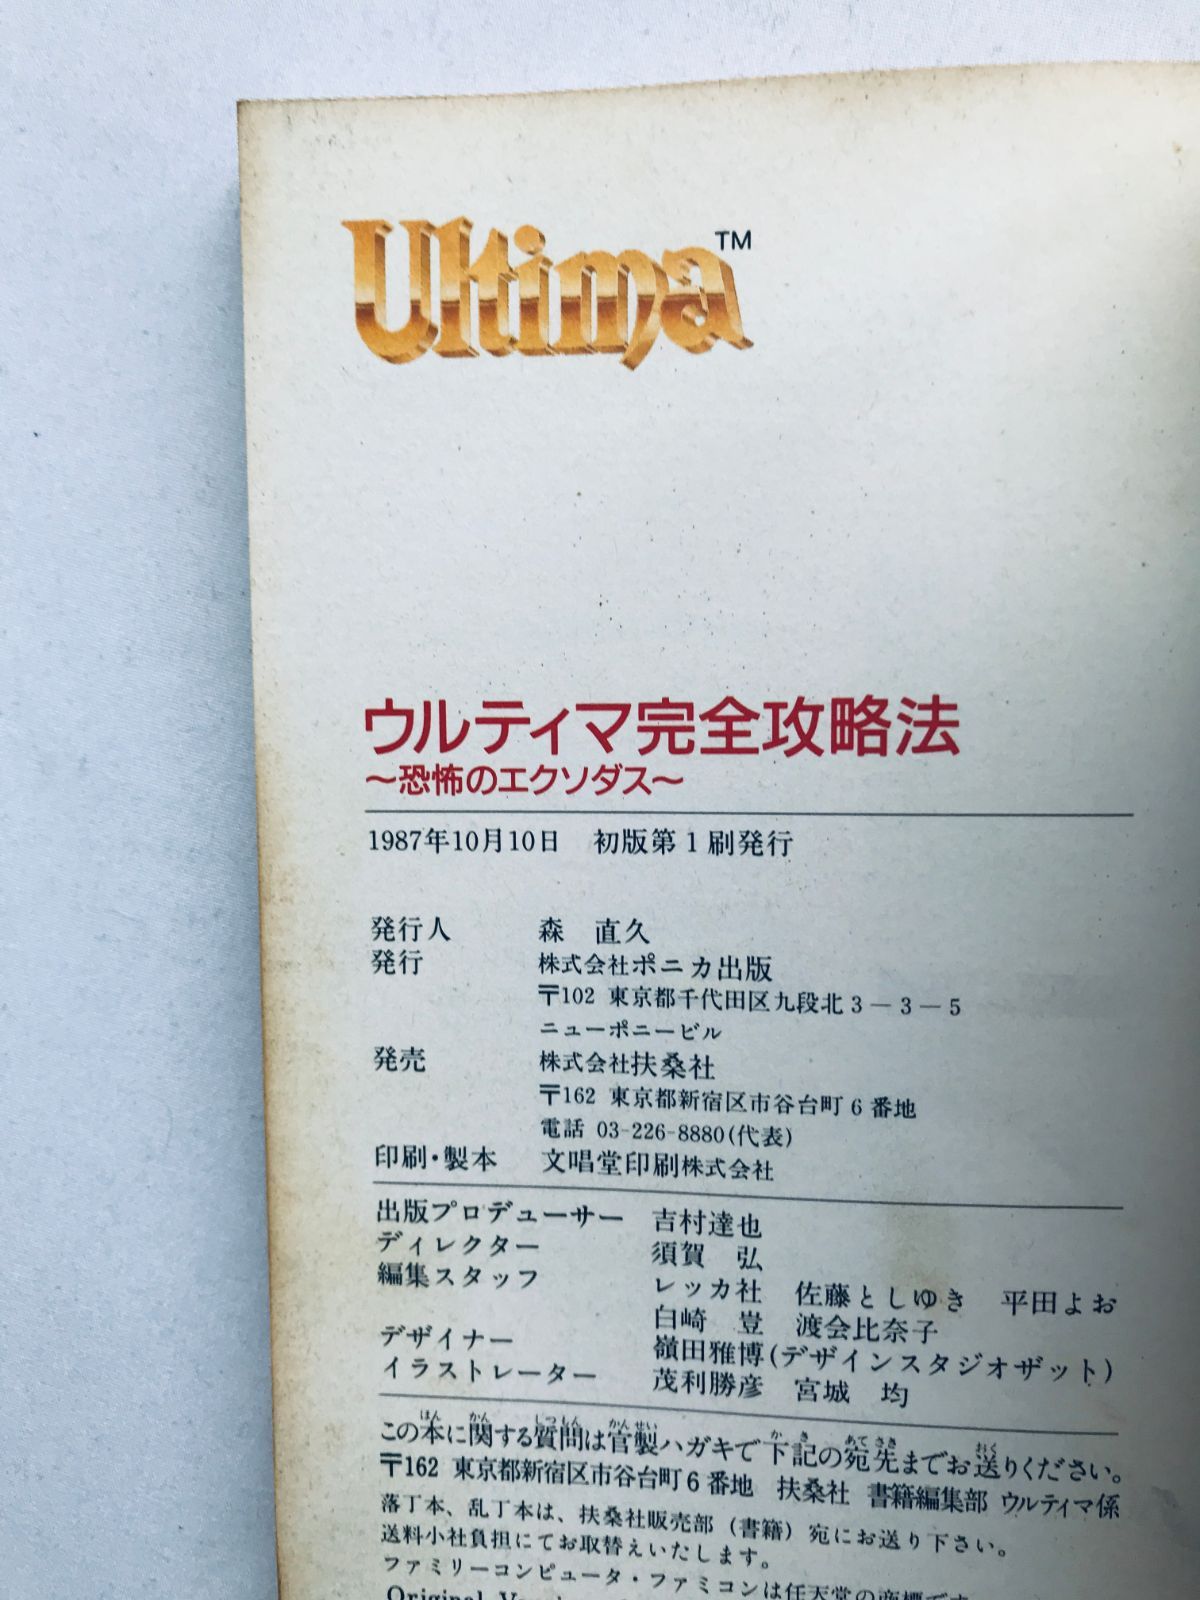 Ultima™
ウルティマ完全攻略法
〜恐怖のエクソダス〜
1987年10月10日　初版第1刷発行
発行人　森　直久
発行　株式会社ポニカ出版
〒102 東京都千代田区九段北3－3－5
ニューポニービル
発売　株式会社扶桑社
〒162 東京都新宿区市谷台町6番地
電話 03-226-8880(代表)
印刷・製本　文唱堂印刷株式会社
出版プロデューサー　吉村達也
ディレクター　須賀　弘
編集スタッフ　レッカ社　佐藤としゆき　平田よお
白崎　豈　渡会比奈子
デザイナー　嶺田雅博(デザインスタジオザット)
イラストレーター　茂利勝彦　宮城　均
この本に関する質問は官製ハガキで下記の宛先までお送りください。
〒162 東京都新宿区市谷台町6番地　扶桑社　書籍編集部　ウルティマ係
落丁本、乱丁本は、扶桑社販売部（書籍）宛にお送り下さい。
送料小社負担にてお取替えいたします。
ファミリーコンピュータ・ファミコンは任天堂の商標です
Original